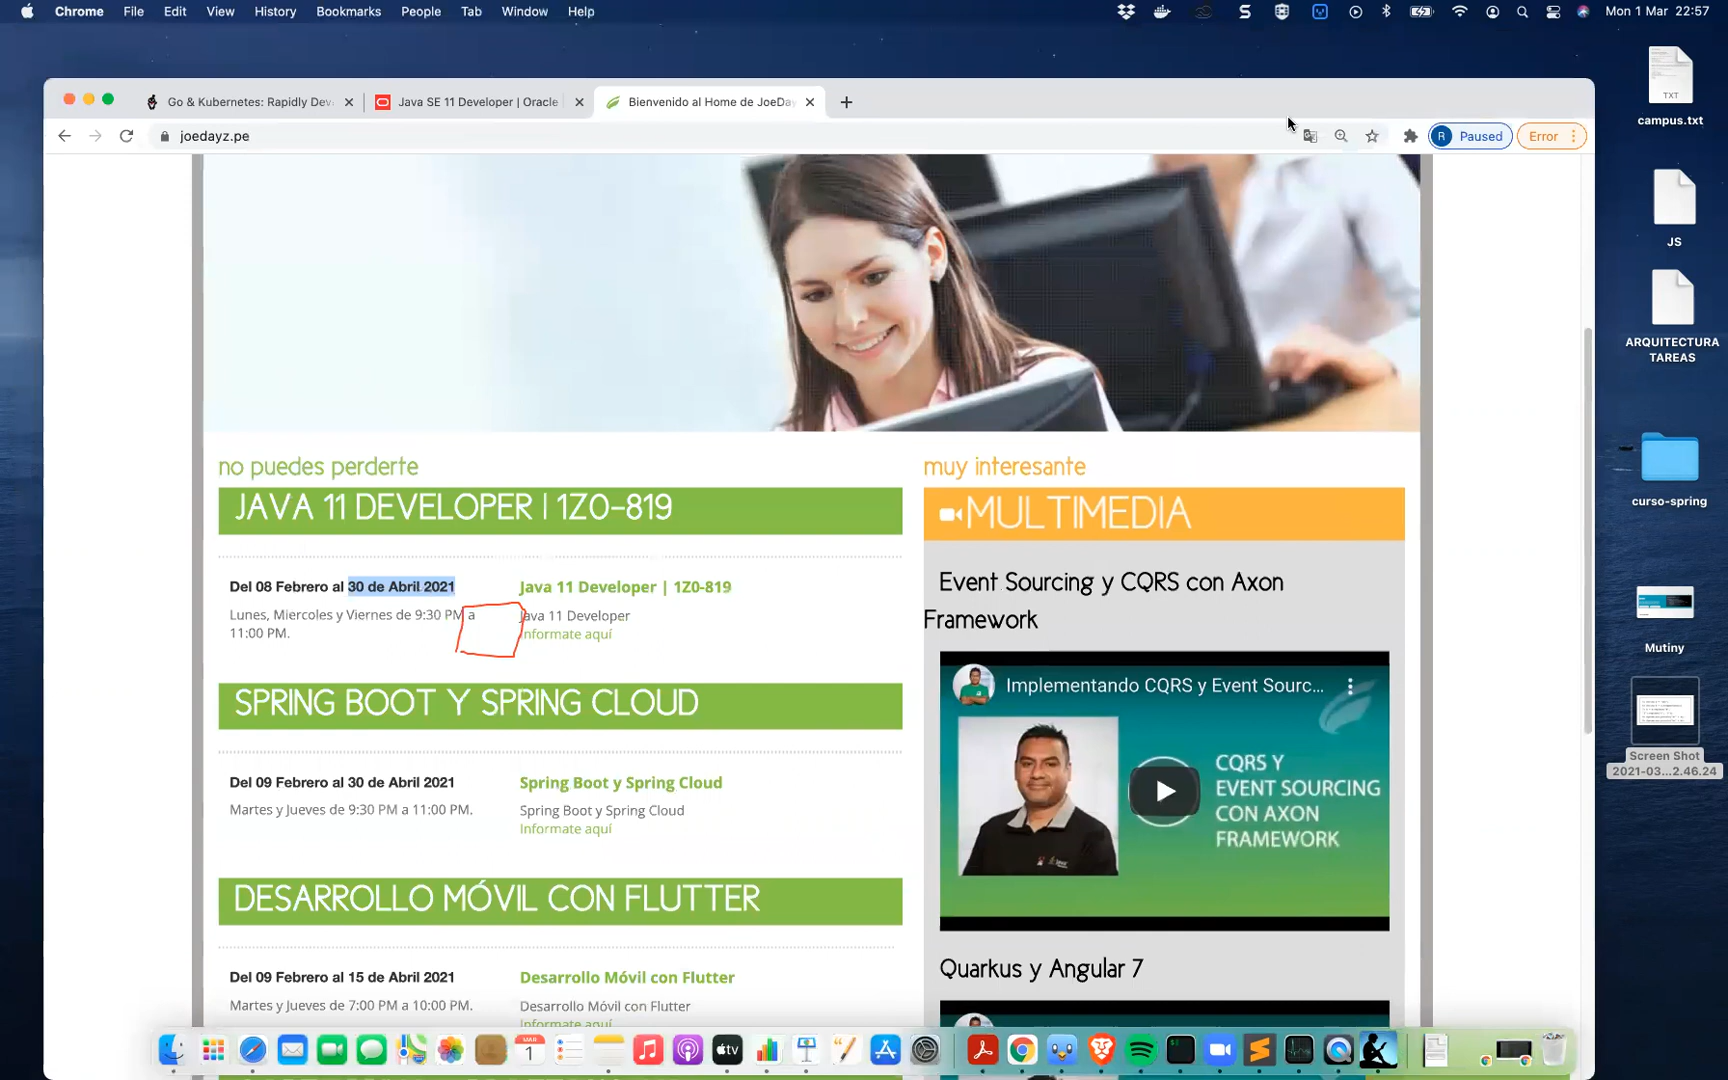 Chrome File Edit View History Bookmarks People Tab Window Help
Mon 1 Mar 22:57
Go & Kubernetes: Rapidly Dev
Java SE 11 Developer | Oracle
Bienvenido al Home de JoeDay
joedayz.pe
R Paused
Error
no puedes perderte
JAVA 11 DEVELOPER | 1Z0-819
Del 08 Febrero al 30 de Abril 2021
Lunes, Miercoles y Viernes de 9:30 PM a
11:00 PM.
Java 11 Developer | 1Z0-819
Java 11 Developer
Informate aquí
SPRING BOOT Y SPRING CLOUD
Del 09 Febrero al 30 de Abril 2021
Martes y Jueves de 9:30 PM a 11:00 PM.
Spring Boot y Spring Cloud
Spring Boot y Spring Cloud
Informate aquí
DESARROLLO MÓVIL CON FLUTTER
Del 09 Febrero al 15 de Abril 2021
Martes y Jueves de 7:00 PM a 10:00 PM.
Desarrollo Móvil con Flutter
Desarrollo Móvil con Flutter
Informate aquí
muy interesante
MULTIMEDIA
Event Sourcing y CQRS con Axon
Framework
Implementando CQRS y Event Sourc...
CQRS Y
EVENT SOURCING
CON AXON
FRAMEWORK
Quarkus y Angular 7
TXT
campus.txt
JS
ARQUITECTURA
TAREAS
curso-spring
Mutiny
Screen Shot
2021-03...2.46.24
MAR
1
tv